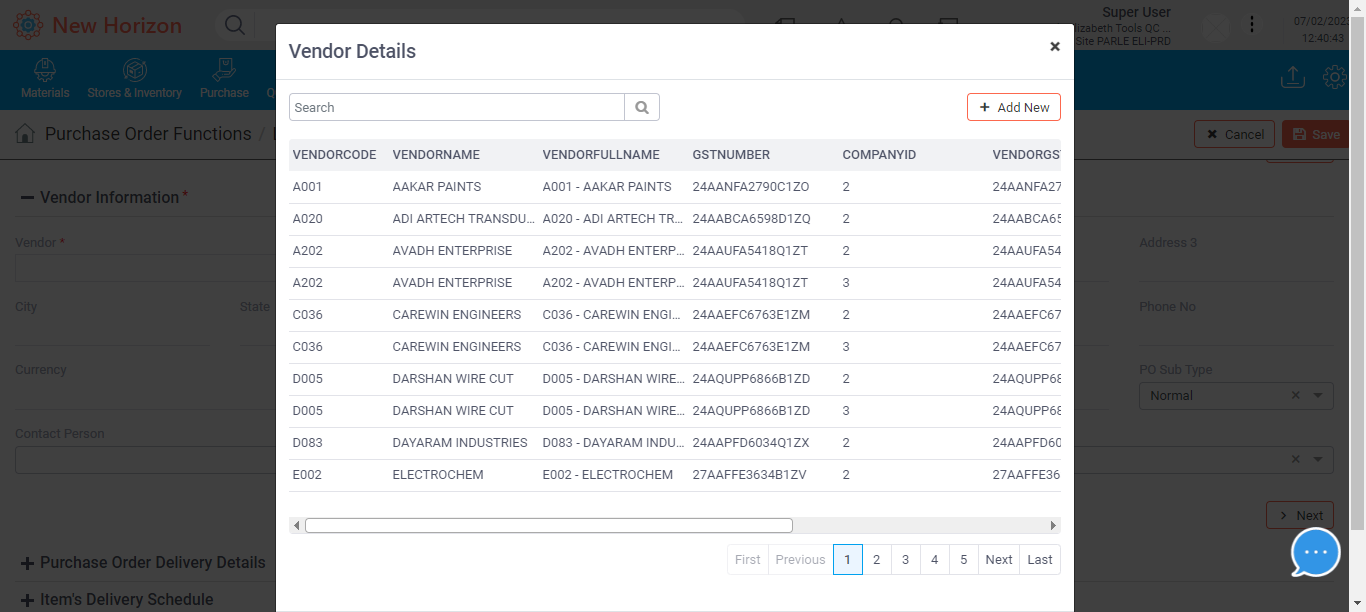 New Horizon
Super User
izabeth Tools QC ...
Site PARLE ELI-PRD
07/02/2023
12:40:43
Materials
Stores & Inventory
Purchase
Purchase Order Functions /
Cancel
Save
Vendor Information *
Vendor *
Address 3
City
State
Phone No
Currency
PO Sub Type
Normal
Contact Person
Next
Purchase Order Delivery Details
Item's Delivery Schedule
Vendor Details
Search
Add New
VENDORCODE VENDORNAME VENDORFULLNAME GSTNUMBER COMPANYID VENDORGS
A001 AAKAR PAINTS A001 - AAKAR PAINTS 24AANFA2790C1ZO 2 24AANFA27
A020 ADI ARTECH TRANSDU... A020 - ADI ARTECH TR... 24AABCA6598D1ZQ 2 24AABCA65
A202 AVADH ENTERPRISE A202 - AVADH ENTERP... 24AAUFA5418Q1ZT 2 24AAUFA54
A202 AVADH ENTERPRISE A202 - AVADH ENTERP... 24AAUFA5418Q1ZT 3 24AAUFA54
C036 CAREWIN ENGINEERS C036 - CAREWIN ENGI... 24AAEFC6763E1ZM 2 24AAEFC67
C036 CAREWIN ENGINEERS C036 - CAREWIN ENGI... 24AAEFC6763E1ZM 3 24AAEFC67
D005 DARSHAN WIRE CUT D005 - DARSHAN WIRE... 24AQUPP6866B1ZD 2 24AQUPP68
D005 DARSHAN WIRE CUT D005 - DARSHAN WIRE... 24AQUPP6866B1ZD 3 24AQUPP68
D083 DAYARAM INDUSTRIES D083 - DAYARAM INDU... 24AAPFD6034Q1ZX 2 24AAPFD60
E002 ELECTROCHEM E002 - ELECTROCHEM 27AAFFE3634B1ZV 2 27AAFFE36
First Previous 1 2 3 4 5 Next Last